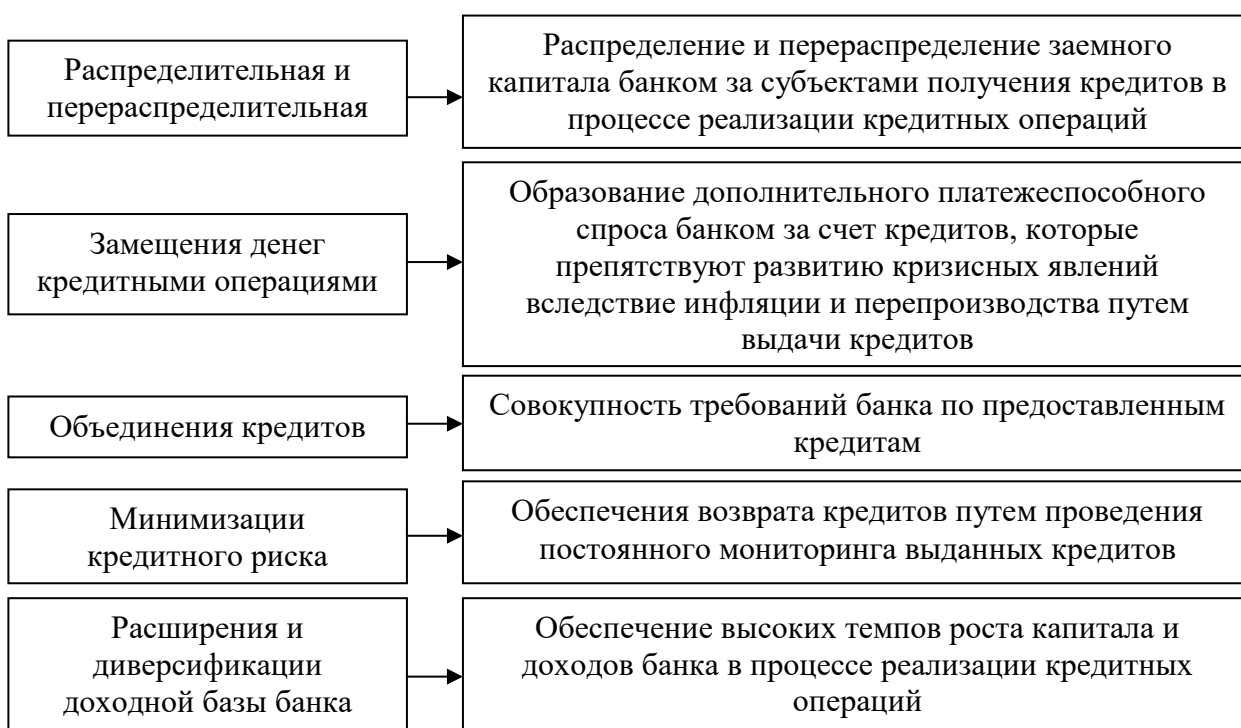 Распределительная и
перераспределительная
Распределение и перераспределение заемного
капитала банком за субъектами получения кредитов в
процессе реализации кредитных операций
Замещения денег
кредитными операциями
Образование дополнительного платежеспособного
спроса банком за счет кредитов, которые
препятствуют развитию кризисных явлений
вследствие инфляции и перепроизводства путем
выдачи кредитов
Объединения кредитов
Совокупность требований банка по предоставленным
кредитам
Минимизации
кредитного риска
Обеспечения возврата кредитов путем проведения
постоянного мониторинга выданных кредитов
Расширения и
диверсификации
доходной базы банка
Обеспечение высоких темпов роста капитала и
доходов банка в процессе реализации кредитных
операций